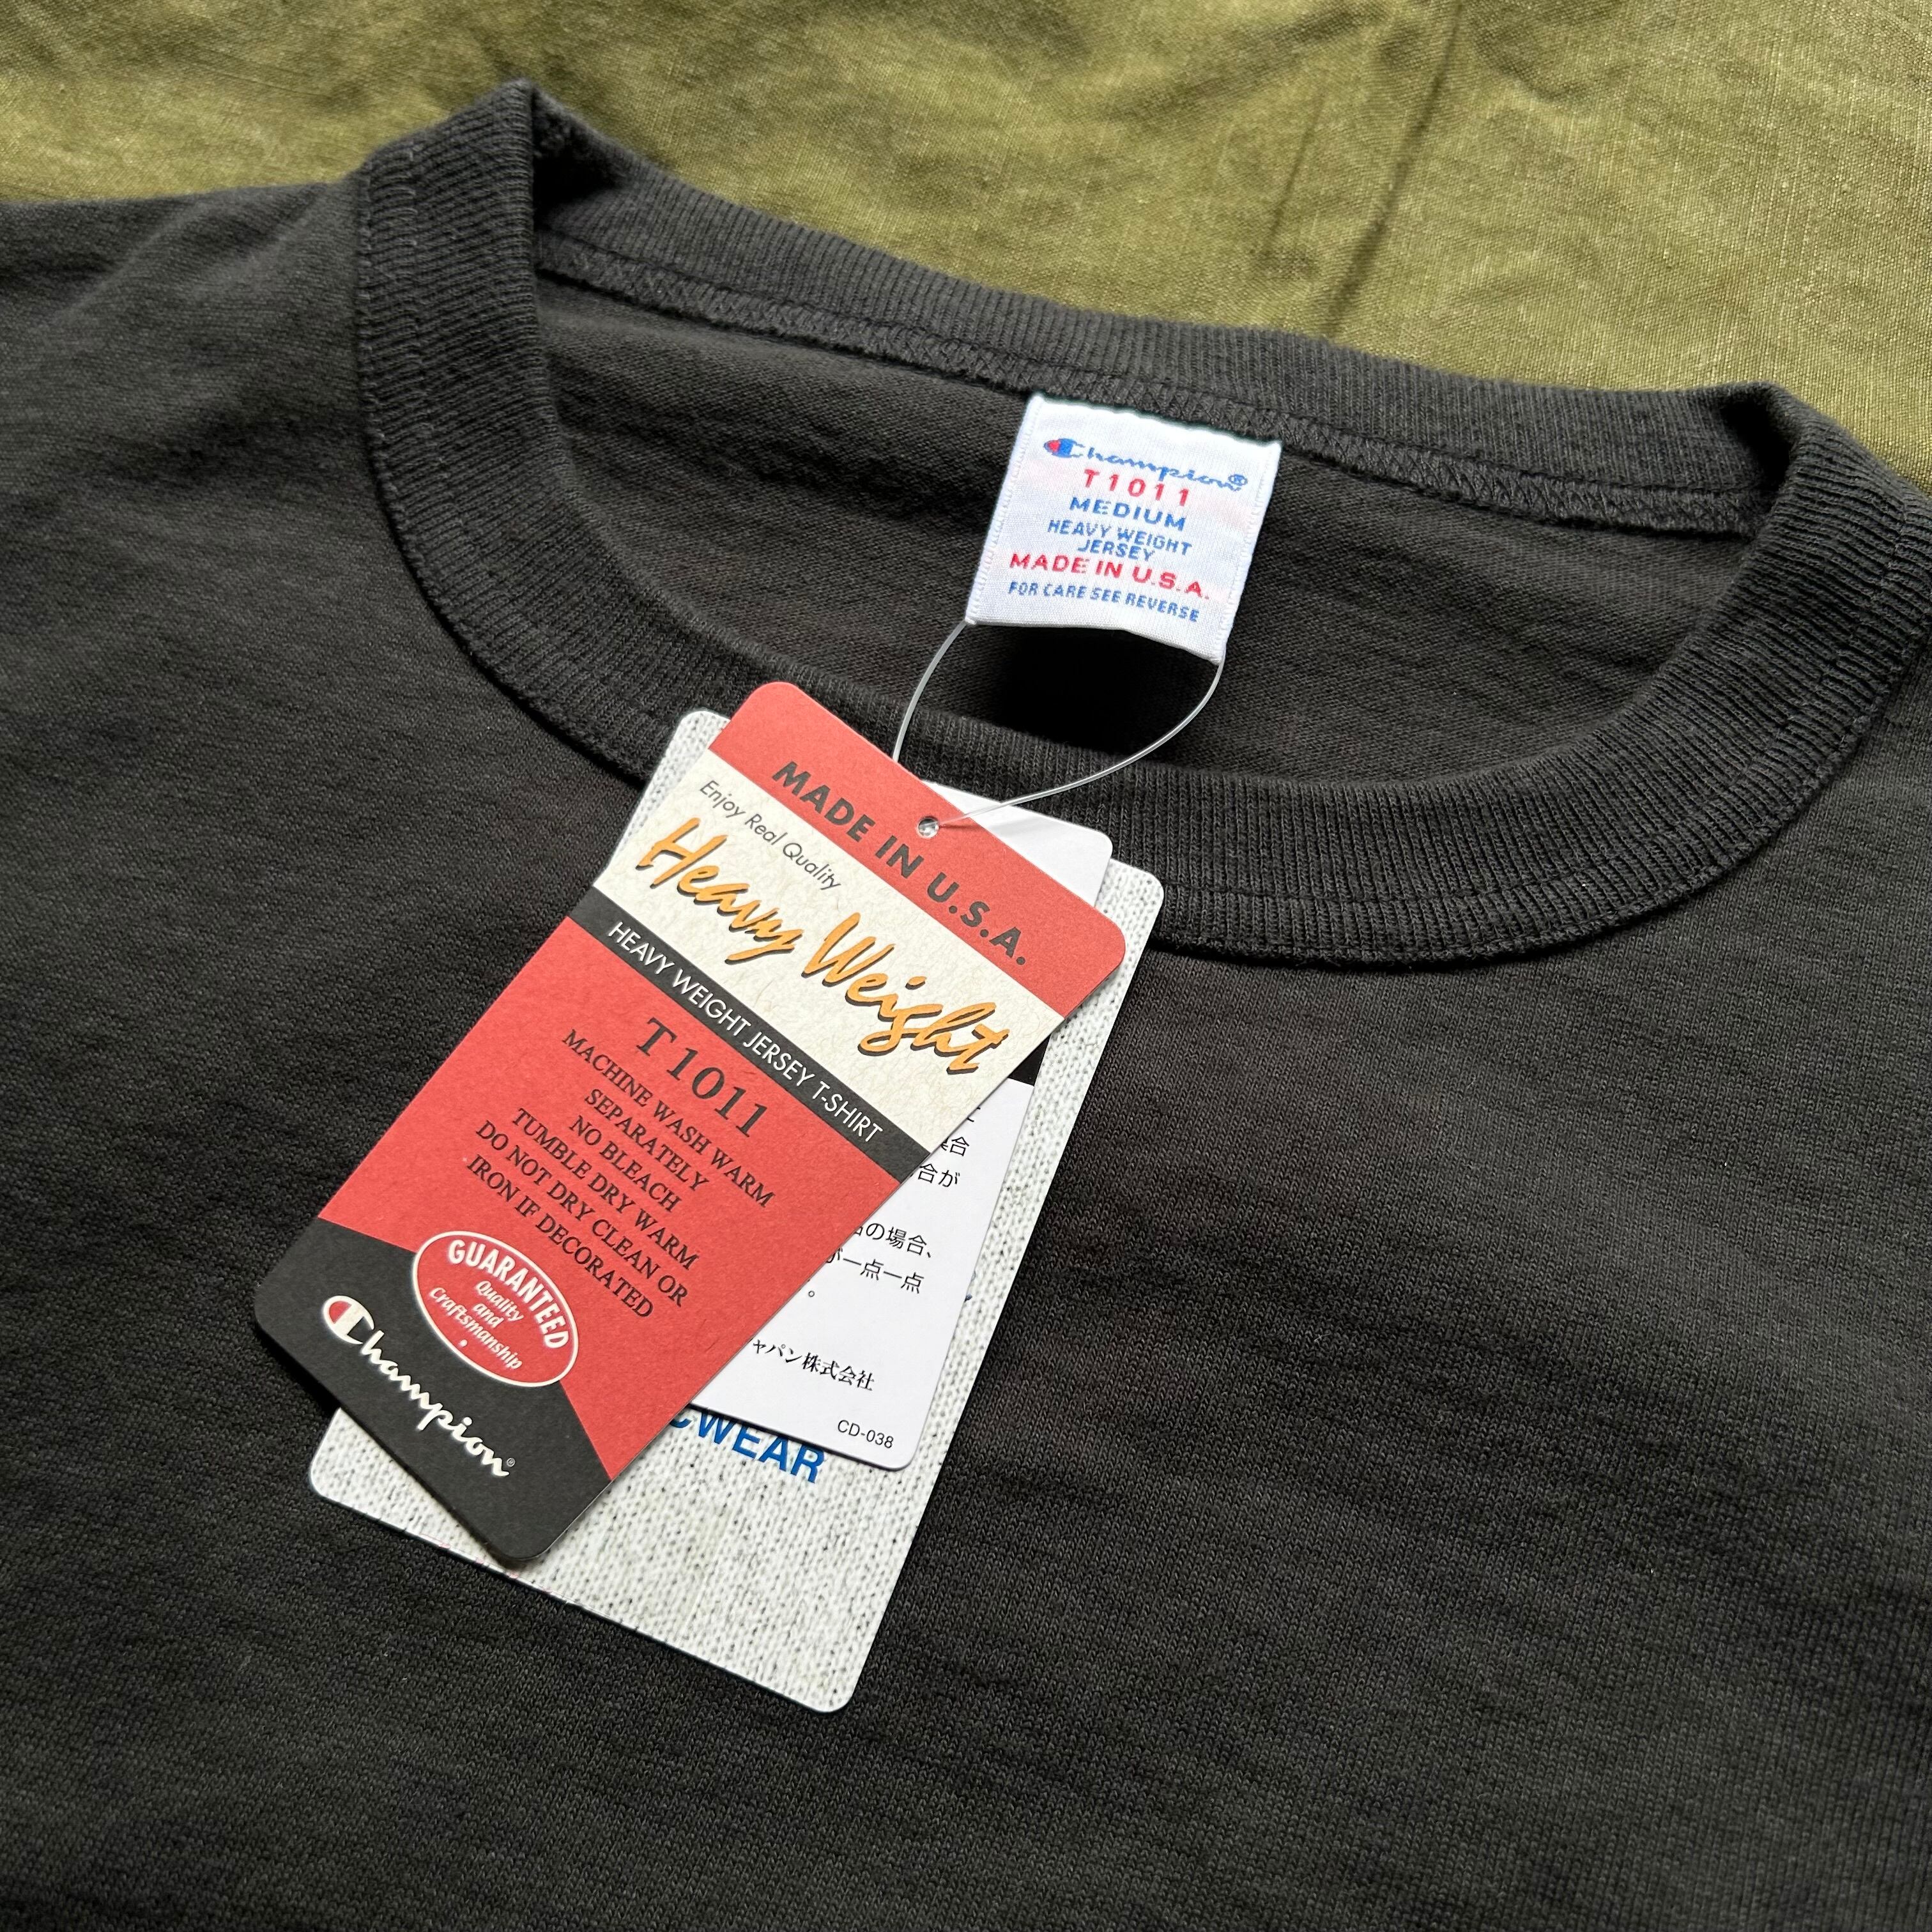 Champion®
T1011
MEDIUM
HEAVY WEIGHT
JERSEY
MADE IN U.S.A.
FOR CARE SEE REVERSE
MADE IN U.S.A.
Enjoy Real Quality
Heavy Weight
HEAVY WEIGHT JERSEY T-SHIRT
T1011
MACHINE WASH WARM
SEPARATELY
NO BLEACH
TUMBLE DRY WARM
DO NOT DRY CLEAN OR
IRON IF DECORATED
GUARANTEED
Quality
and
Craftsmanship
Champion®
合が
の場合、
が一点一点
。
ャパン株式会社
CD-038
CWEAR